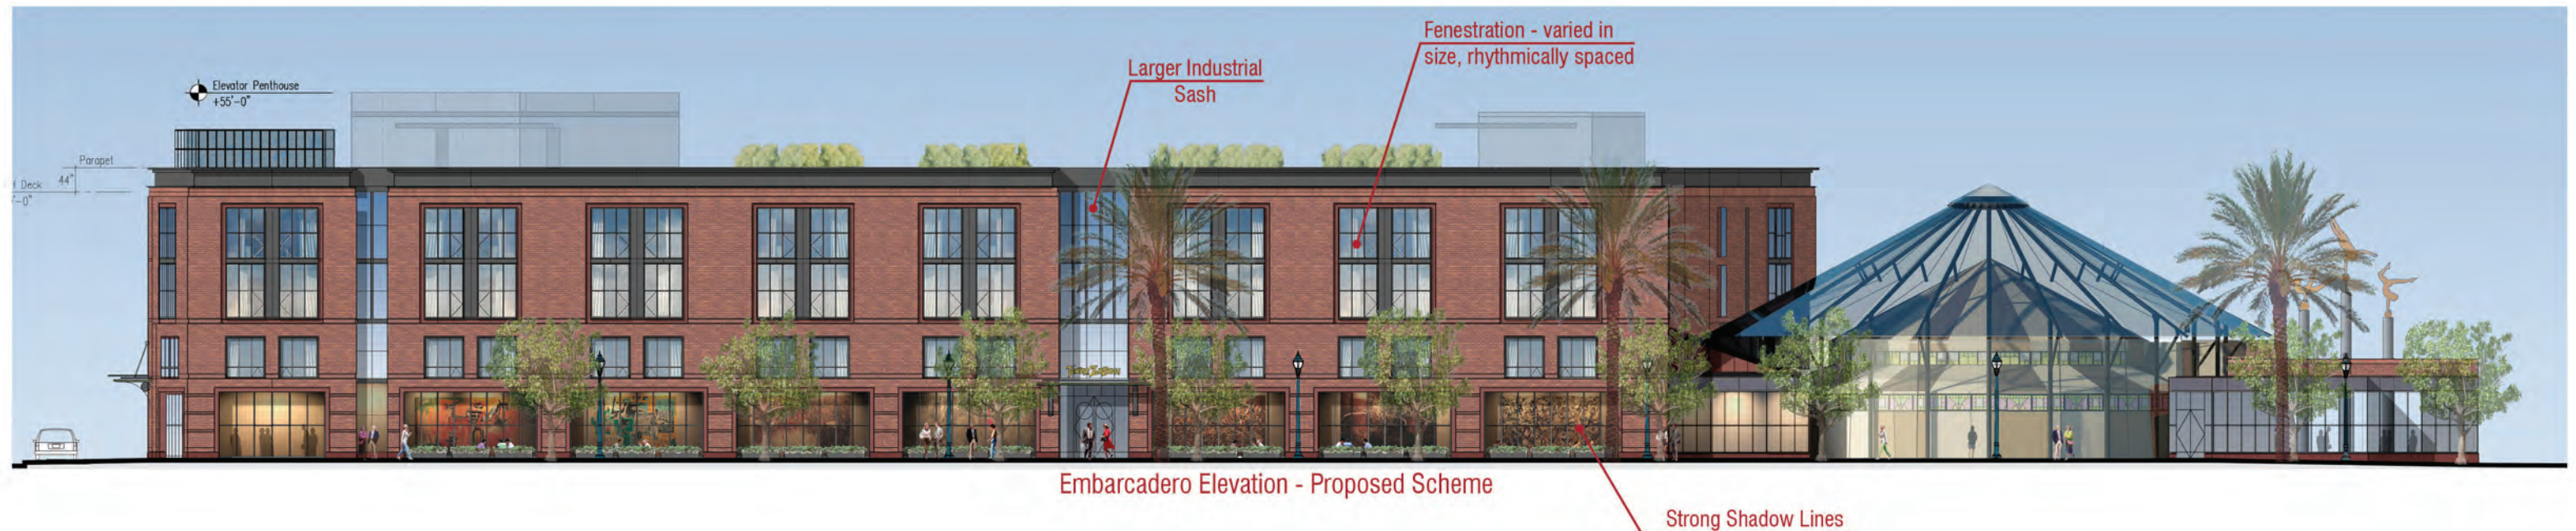 Fenestration - varied in
size, rhythmically spaced
Larger Industrial
Sash
Elevator Penthouse
+55'-0"
Parapet
44"
f Deck
'-0"
Embarcadero Elevation - Proposed Scheme
Strong Shadow Lines